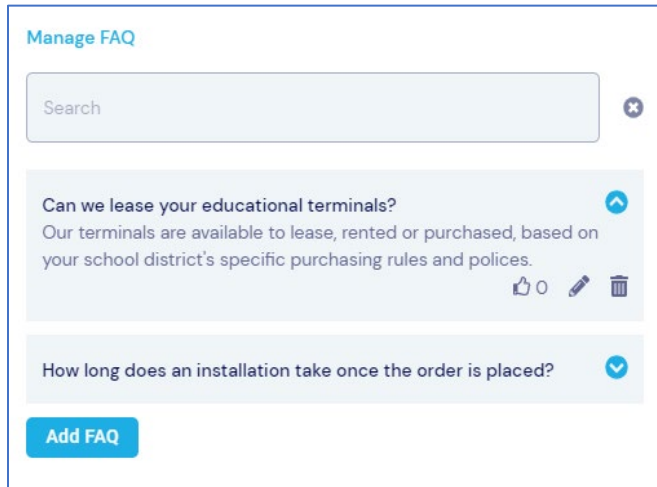 Manage FAQ
Search
Can we lease your educational terminals?
Our terminals are available to lease, rented or purchased, based on
your school district's specific purchasing rules and polices.
0
How long does an installation take once the order is placed?
Add FAQ